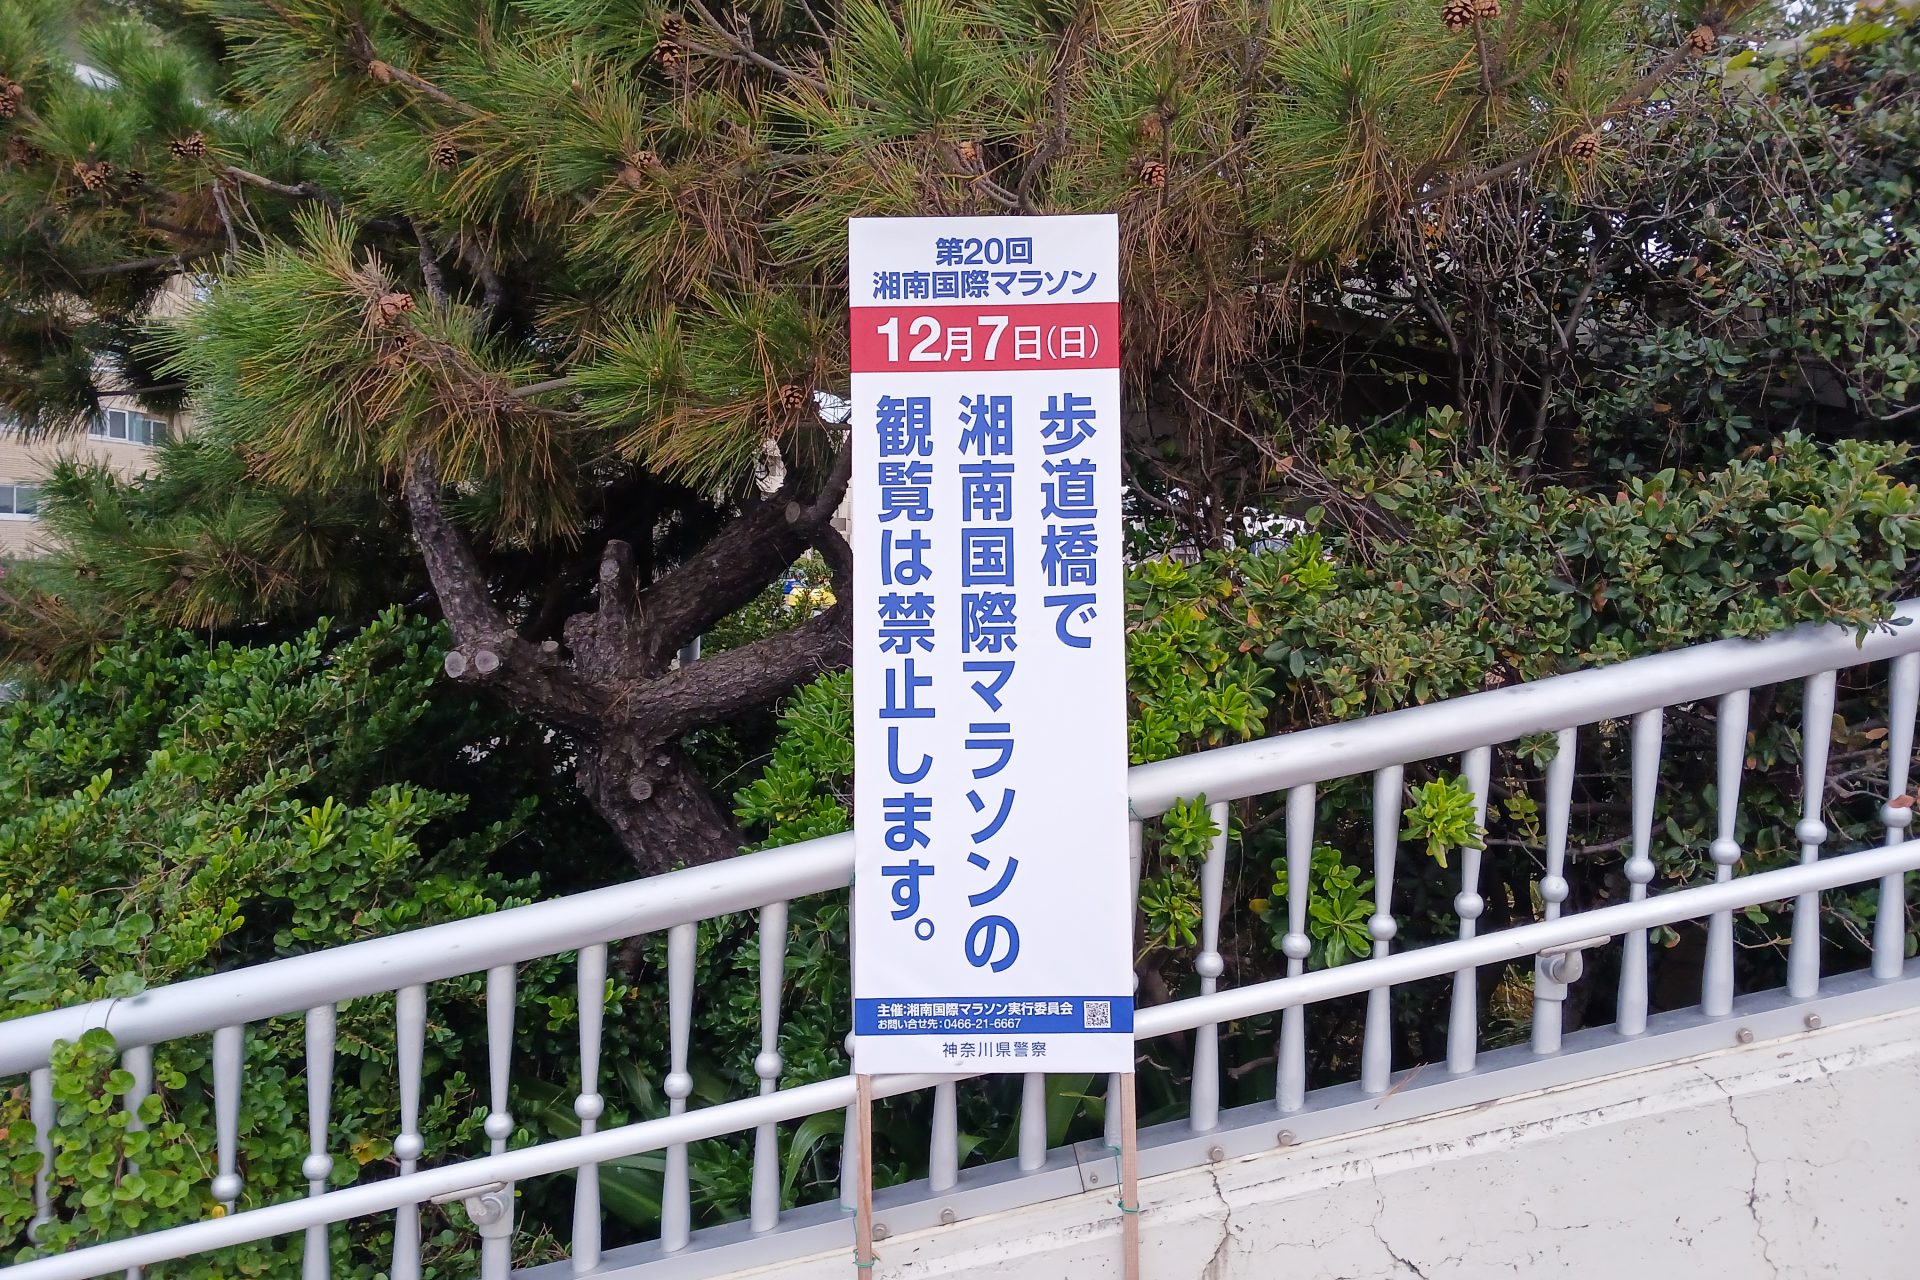 第20回
湘南国際マラソン
12月7日(日)
歩道橋で
湘南国際マラソンの
観覧は禁止します。
主催:湘南国際マラソン実行委員会
お問い合せ先:0466-21-6667
神奈川県警察